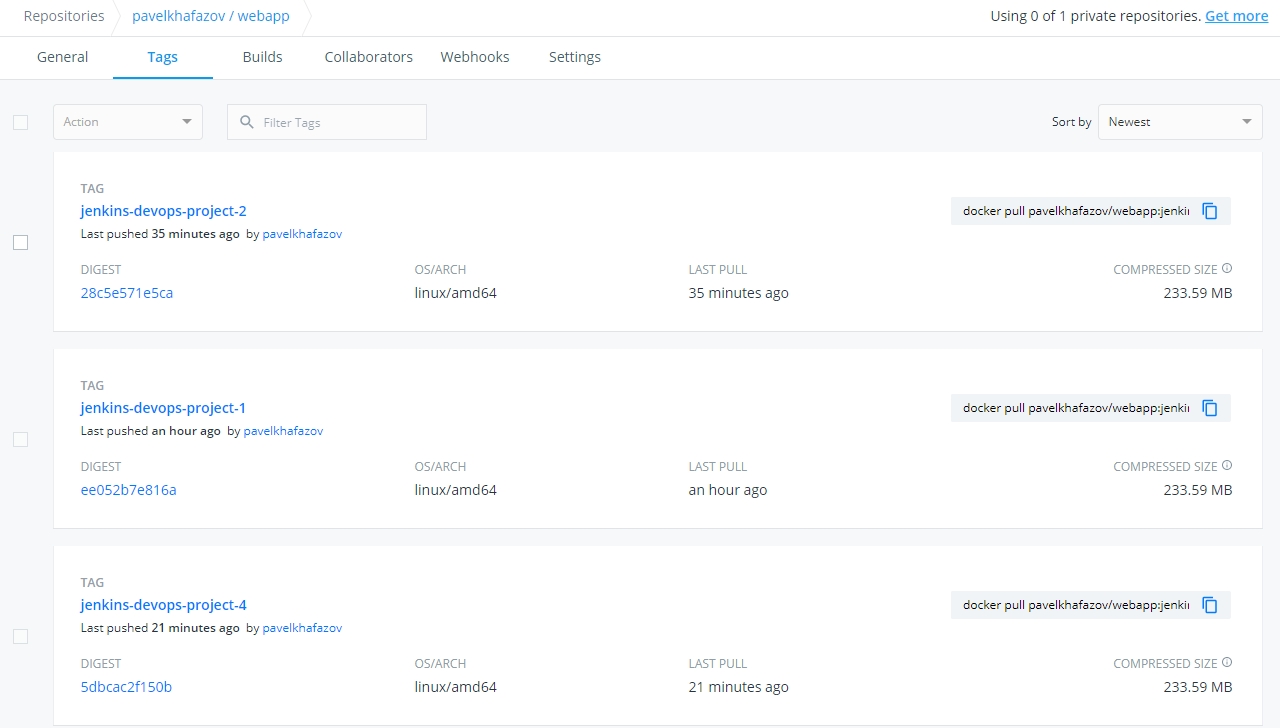 Repositories pavelkhafazov / webapp Using 0 of 1 private repositories. Get more
General Tags Builds Collaborators Webhooks Settings
Action Filter Tags Sort by Newest
TAG
jenkins-devops-project-2 docker pull pavelkhafazov/webapp:jenki
Last pushed 35 minutes ago by pavelkhafazov
DIGEST OS/ARCH LAST PULL COMPRESSED SIZE
28c5e571e5ca linux/amd64 35 minutes ago 233.59 MB
TAG
jenkins-devops-project-1 docker pull pavelkhafazov/webapp:jenki
Last pushed an hour ago by pavelkhafazov
DIGEST OS/ARCH LAST PULL COMPRESSED SIZE
ee052b7e816a linux/amd64 an hour ago 233.59 MB
TAG
jenkins-devops-project-4 docker pull pavelkhafazov/webapp:jenki
Last pushed 21 minutes ago by pavelkhafazov
DIGEST OS/ARCH LAST PULL COMPRESSED SIZE
5dbcac2f150b linux/amd64 21 minutes ago 233.59 MB